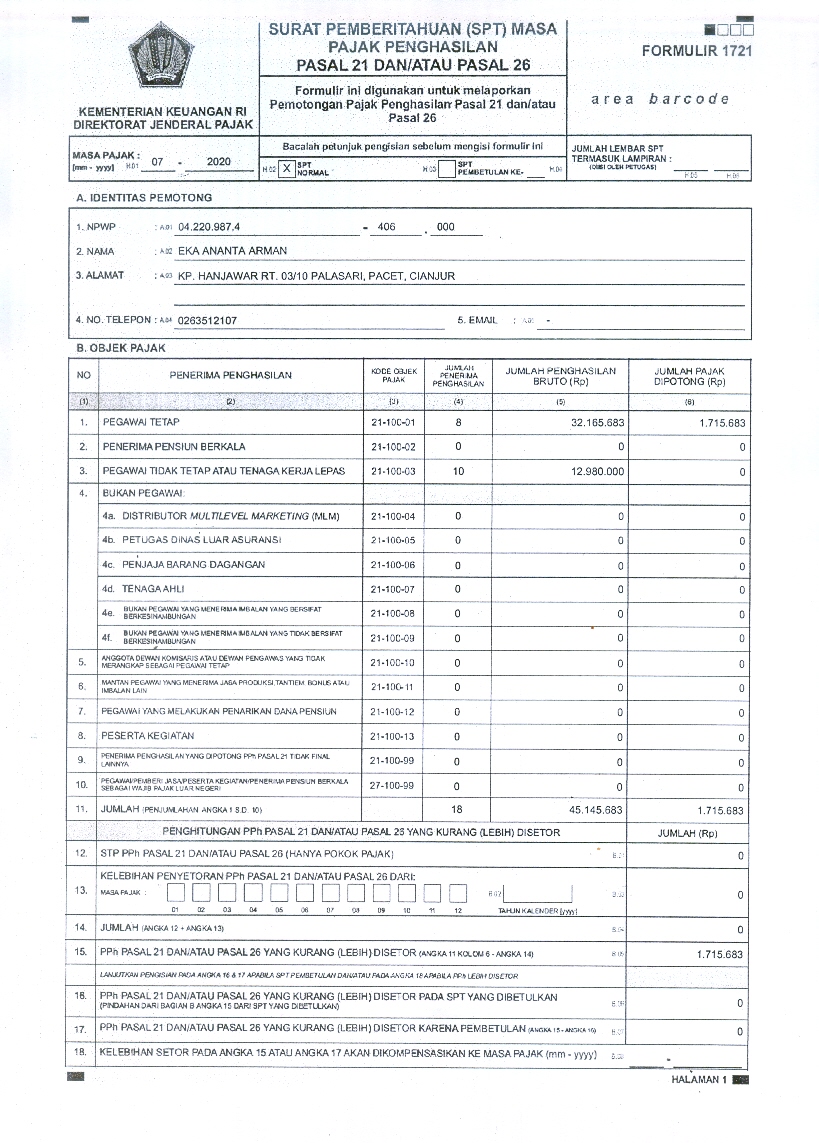 SURAT PEMBERITAHUAN (SPT) MASA
PAJAK PENGHASILAN
PASAL 21 DAN/ATAU PASAL 26
FORMULIR 1721
Formulir ini digunakan untuk melaporkan
Pemotongan Pajak Penghasilan Pasal 21 dan/atau
Pasal 26
area barcode
KEMENTERIAN KEUANGAN RI
DIREKTORAT JENDERAL PAJAK
MASA PAJAK :
[mm - yyyy] H.01 07 - 2020
Bacalah petunjuk pengisian sebelum mengisi formulir ini
H.02 X SPT NORMAL
H.03 SPT PEMBETULAN KE- H.04
JUMLAH LEMBAR SPT
TERMASUK LAMPIRAN :
(DIISI OLEH PETUGAS)
H.05 H.06
A. IDENTITAS PEMOTONG
1. NPWP : A.01 04.220.987.4 - 406 . 000
2. NAMA : A.02 EKA ANANTA ARMAN
3. ALAMAT : A.03 KP. HANJAWAR RT. 03/10 PALASARI, PACET, CIANJUR
4. NO. TELEPON : A.04 0263512107 5. EMAIL : A.05 -
B. OBJEK PAJAK
NO PENERIMA PENGHASILAN KODE OBJEK PAJAK JUMLAH PENERIMA PENGHASILAN JUMLAH PENGHASILAN BRUTO (Rp) JUMLAH PAJAK DIPOTONG (Rp)
(1) (2) (3) (4) (5) (6)
1. PEGAWAI TETAP 21-100-01 8 32.165.683 1.715.683
2. PENERIMA PENSIUN BERKALA 21-100-02 0 0 0
3. PEGAWAI TIDAK TETAP ATAU TENAGA KERJA LEPAS 21-100-03 10 12.980.000 0
4. BUKAN PEGAWAI:
4a. DISTRIBUTOR MULTILEVEL MARKETING (MLM) 21-100-04 0 0 0
4b. PETUGAS DINAS LUAR ASURANSI 21-100-05 0 0 0
4c. PENJAJA BARANG DAGANGAN 21-100-06 0 0 0
4d. TENAGA AHLI 21-100-07 0 0 0
4e. BUKAN PEGAWAI YANG MENERIMA IMBALAN YANG BERSIFAT BERKESINAMBUNGAN 21-100-08 0 0 0
4f. BUKAN PEGAWAI YANG MENERIMA IMBALAN YANG TIDAK BERSIFAT BERKESINAMBUNGAN 21-100-09 0 0 0
5. ANGGOTA DEWAN KOMISARIS ATAU DEWAN PENGAWAS YANG TIDAK MERANGKAP SEBAGAI PEGAWAI TETAP 21-100-10 0 0 0
6. MANTAN PEGAWAI YANG MENERIMA JASA PRODUKSI,TANTIEM, BONUS ATAU IMBALAN LAIN 21-100-11 0 0 0
7. PEGAWAI YANG MELAKUKAN PENARIKAN DANA PENSIUN 21-100-12 0 0 0
8. PESERTA KEGIATAN 21-100-13 0 0 0
9. PENERIMA PENGHASILAN YANG DIPOTONG PPh PASAL 21 TIDAK FINAL LAINNYA 21-100-99 0 0 0
10. PEGAWAI/PEMBERI JASA/PESERTA KEGIATAN/PENERIMA PENSIUN BERKALA SEBAGAI WAJIB PAJAK LUAR NEGERI 27-100-99 0 0 0
11. JUMLAH (PENJUMLAHAN ANGKA 1 S.D. 10) 18 45.145.683 1.715.683
PENGHITUNGAN PPh PASAL 21 DAN/ATAU PASAL 26 YANG KURANG (LEBIH) DISETOR JUMLAH (Rp)
12. STP PPh PASAL 21 DAN/ATAU PASAL 26 (HANYA POKOK PAJAK) B.01 0
13. KELEBIHAN PENYETORAN PPh PASAL 21 DAN/ATAU PASAL 26 DARI:
MASA PAJAK : B.02 B.03 0
01 02 03 04 05 06 07 08 09 10 11 12 TAHUN KALENDER [yyyy]
14. JUMLAH (ANGKA 12 + ANGKA 13) B.04 0
15. PPh PASAL 21 DAN/ATAU PASAL 26 YANG KURANG (LEBIH) DISETOR (ANGKA 11 KOLOM 6 - ANGKA 14) B.05 1.715.683
LANJUTKAN PENGISIAN PADA ANGKA 16 & 17 APABILA SPT PEMBETULAN DAN/ATAU PADA ANGKA 18 APABILA PPh LEBIH DISETOR
16. PPh PASAL 21 DAN/ATAU PASAL 26 YANG KURANG (LEBIH) DISETOR PADA SPT YANG DIBETULKAN
(PINDAHAN DARI BAGIAN B ANGKA 15 DARI SPT YANG DIBETULKAN) B.06 0
17. PPh PASAL 21 DAN/ATAU PASAL 26 YANG KURANG (LEBIH) DISETOR KARENA PEMBETULAN (ANGKA 15 - ANGKA 16) B.07 0
18. KELEBIHAN SETOR PADA ANGKA 15 ATAU ANGKA 17 AKAN DIKOMPENSASIKAN KE MASA PAJAK (mm - yyyy) B.08 -
HALAMAN 1